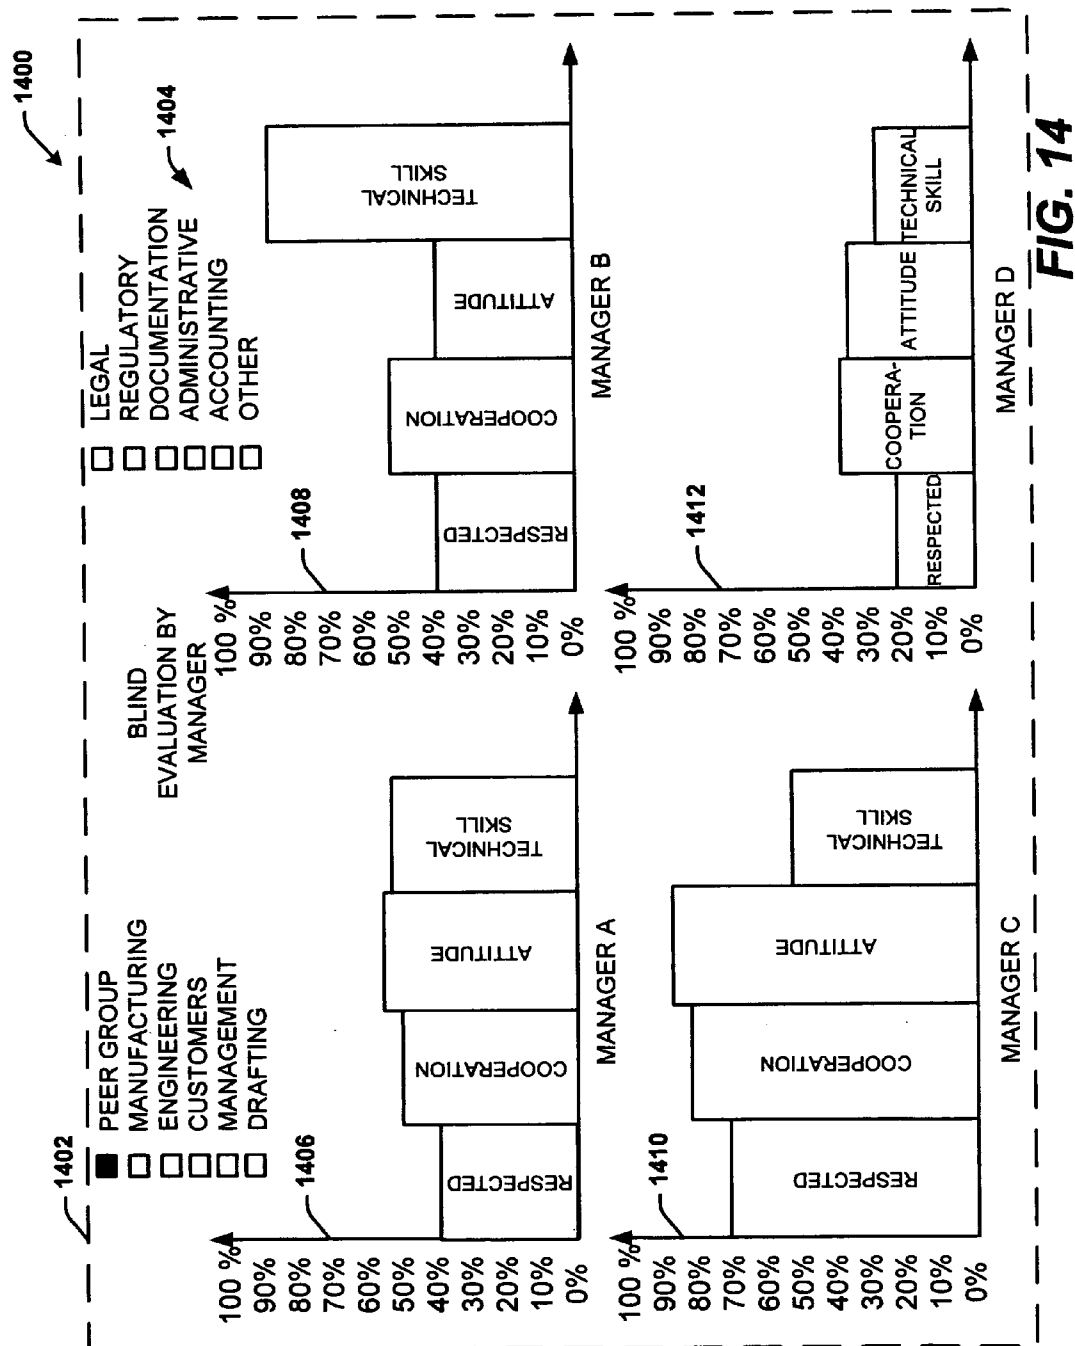 1400
1402
PEER GROUP
MANUFACTURING
ENGINEERING
CUSTOMERS
MANAGEMENT
DRAFTING
BLIND
EVALUATION BY
MANAGER
LEGAL
REGULATORY
DOCUMENTATION
ADMINISTRATIVE
ACCOUNTING
OTHER
1404
1406
100 %
90%
80%
70%
60%
50%
40%
30%
20%
10%
0%
RESPECTED
COOPERATION
ATTITUDE
TECHNICAL
SKILL
MANAGER A
1408
100 %
90%
80%
70%
60%
50%
40%
30%
20%
10%
0%
RESPECTED
COOPERATION
ATTITUDE
TECHNICAL
SKILL
MANAGER B
1410
100 %
90%
80%
70%
60%
50%
40%
30%
20%
10%
0%
RESPECTED
COOPERATION
ATTITUDE
TECHNICAL
SKILL
MANAGER C
1412
100 %
90%
80%
70%
60%
50%
40%
30%
20%
10%
0%
RESPECTED
COOPERA-
TION
ATTITUDE
TECHNICAL
SKILL
MANAGER D
FIG. 14